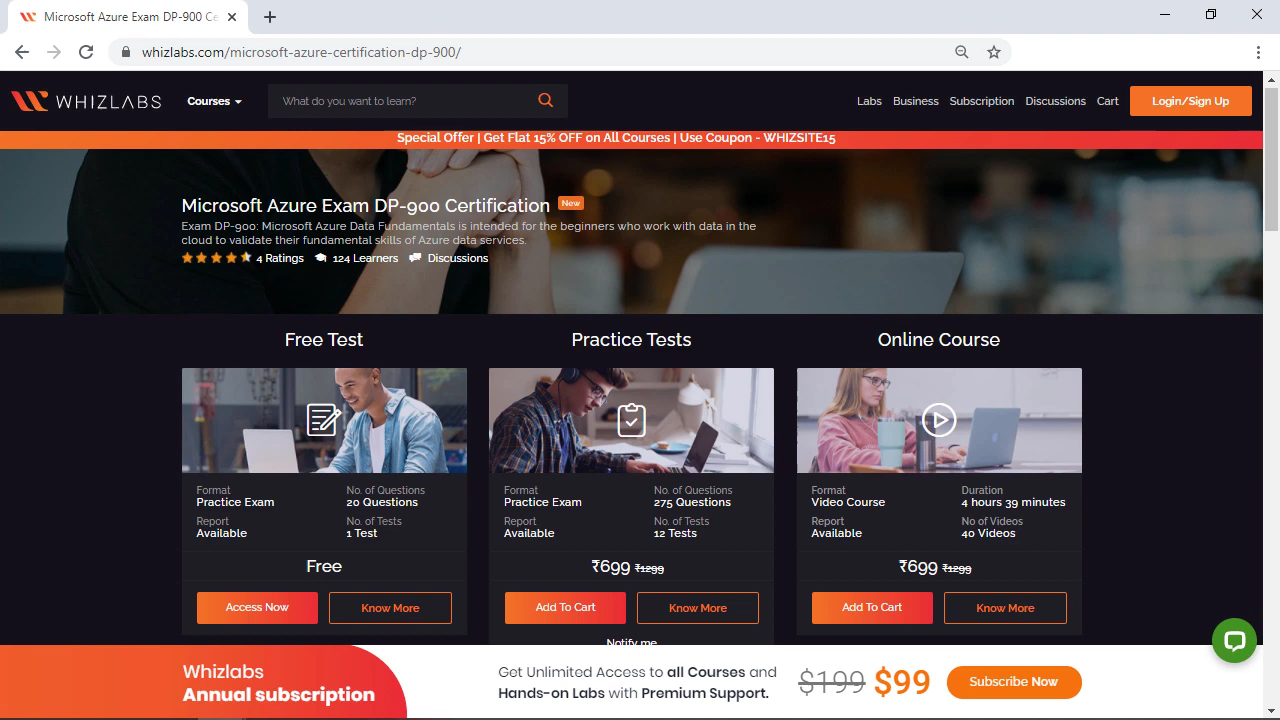 Microsoft Azure Exam DP-900 Ce
whizlabs.com/microsoft-azure-certification-dp-900/
WHIZLABS
Courses
What do you want to learn?
Labs Business Subscription Discussions Cart Login/Sign Up
Special Offer | Get Flat 15% OFF on All Courses | Use Coupon - WHIZSITE15
Microsoft Azure Exam DP-900 Certification New
Exam DP-900: Microsoft Azure Data Fundamentals is intended for the beginners who work with data in the
cloud to validate their fundamental skills of Azure data services.
4 Ratings 124 Learners Discussions
Free Test
Format No. of Questions
Practice Exam 20 Questions
Report No. of Tests
Available 1 Test
Free
Access Now Know More
Practice Tests
Format No. of Questions
Practice Exam 275 Questions
Report No. of Tests
Available 12 Tests
₹699 ₹1299
Add To Cart Know More
Notify me
Online Course
Format Duration
Video Course 4 hours 39 minutes
Report No of Videos
Available 40 Videos
₹699 ₹1299
Add To Cart Know More
Whizlabs
Annual subscription
Get Unlimited Access to all Courses and
Hands-on Labs with Premium Support.
$199 $99
Subscribe Now